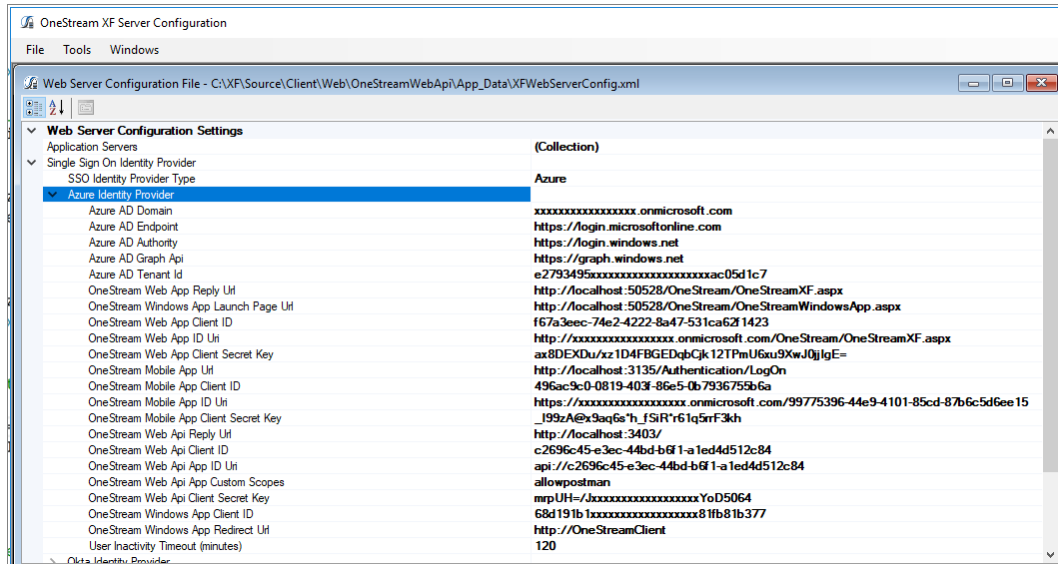 OneStream XF Server Configuration
File Tools Windows
Web Server Configuration File - C:\XF\Source\Client\Web\OneStreamWebApi\App_Data\XFWebServerConfig.xml
Web Server Configuration Settings
Application Servers (Collection)
Single Sign On Identity Provider
SSO Identity Provider Type Azure
Azure Identity Provider
Azure AD Domain xxxxxxxxxxxxxxxxx.onmicrosoft.com
Azure AD Endpoint https://login.microsoftonline.com
Azure AD Authority https://login.windows.net
Azure AD Graph Api https://graph.windows.net
Azure AD Tenant Id e2793495xxxxxxxxxxxxxxxxxxxxxac05d1c7
OneStream Web App Reply Url http://localhost:50528/OneStream/OneStreamXF.aspx
OneStream Windows App Launch Page Url http://localhost:50528/OneStream/OneStreamWindowsApp.aspx
OneStream Web App Client ID f67a3eec-74e2-4222-8a47-531ca62f1423
OneStream Web App ID Uri http://xxxxxxxxxxxxxxxxx.onmicrosoft.com/OneStream/OneStreamXF.aspx
OneStream Web App Client Secret Key ax8DEXDu/xz1D4FBGEDqbCjk12TPmU6xu9XwJ0jjIgE=
OneStream Mobile App Url http://localhost:3135/Authentication/LogOn
OneStream Mobile App Client ID 496ac9c0-0819-403f-86e5-0b7936755b6a
OneStream Mobile App ID Uri https://xxxxxxxxxxxxxxxxxx.onmicrosoft.com/99775396-44e9-4101-85cd-87b6c5d6ee15
OneStream Mobile App Client Secret Key _l99zA@x9aq6s*h_fSiR*r61q5rrF3kh
OneStream Web Api Reply Url http://localhost:3403/
OneStream Web Api Client ID c2696c45-e3ec-44bd-b6f1-a1ed4d512c84
OneStream Web Api App ID Uri api://c2696c45-e3ec-44bd-b6f1-a1ed4d512c84
OneStream Web Api App Custom Scopes allowpostman
OneStream Web Api Client Secret Key mrpUH=/JxxxxxxxxxxxxxxxxxxYoD5064
OneStream Windows App Client ID 68d191b1xxxxxxxxxxxxxxxxxx81fb81b377
OneStream Windows App Redirect Url http://OneStreamClient
User Inactivity Timeout (minutes) 120
Okta Identity Provider